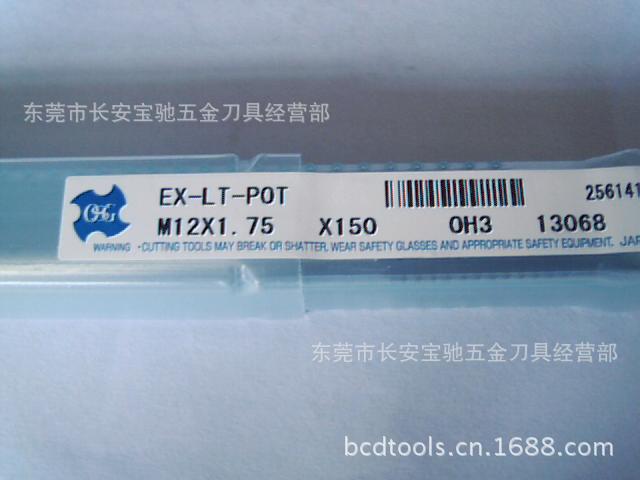 东莞市长安宝驰五金刀具经营部
OSG
EX-LT-POT
256141
M12X1.75 X150 OH3 13068
WARNING ・CUTTING TOOLS MAY BREAK OR SHATTER, WEAR SAFETY GLASSES AND APPROPRIATE SAFETY EQUIPMENT. JAP
东莞市长安宝驰五金刀具经营部
bcdtools.cn.1688.com